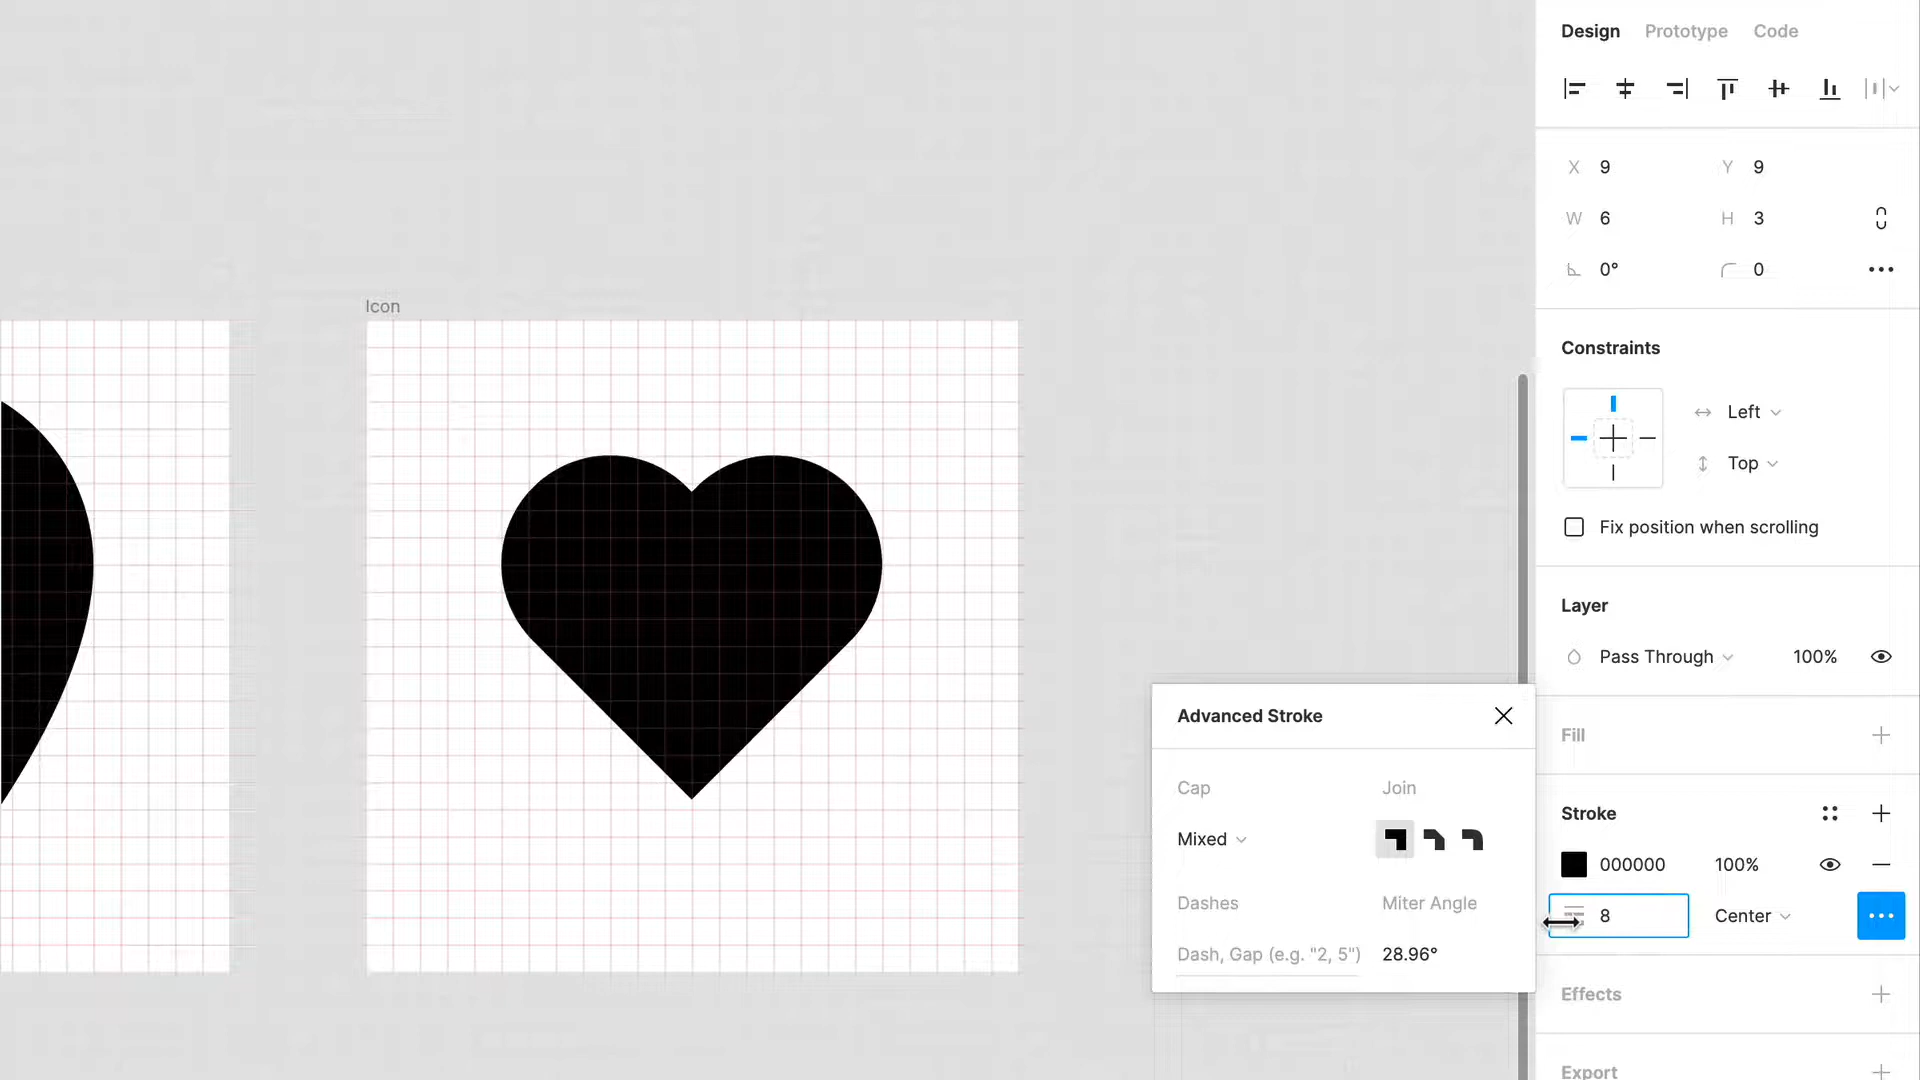 Design Prototype Code
X 9 Y 9
W 6 H 3
0° 0
Icon
Constraints
Left
Top
Fix position when scrolling
Layer
Pass Through 100%
Fill
Advanced Stroke
Cap Join
Mixed
Dashes Miter Angle
Dash, Gap (e.g. "2, 5") 28.96°
Stroke
000000 100%
8 Center
Effects
Export